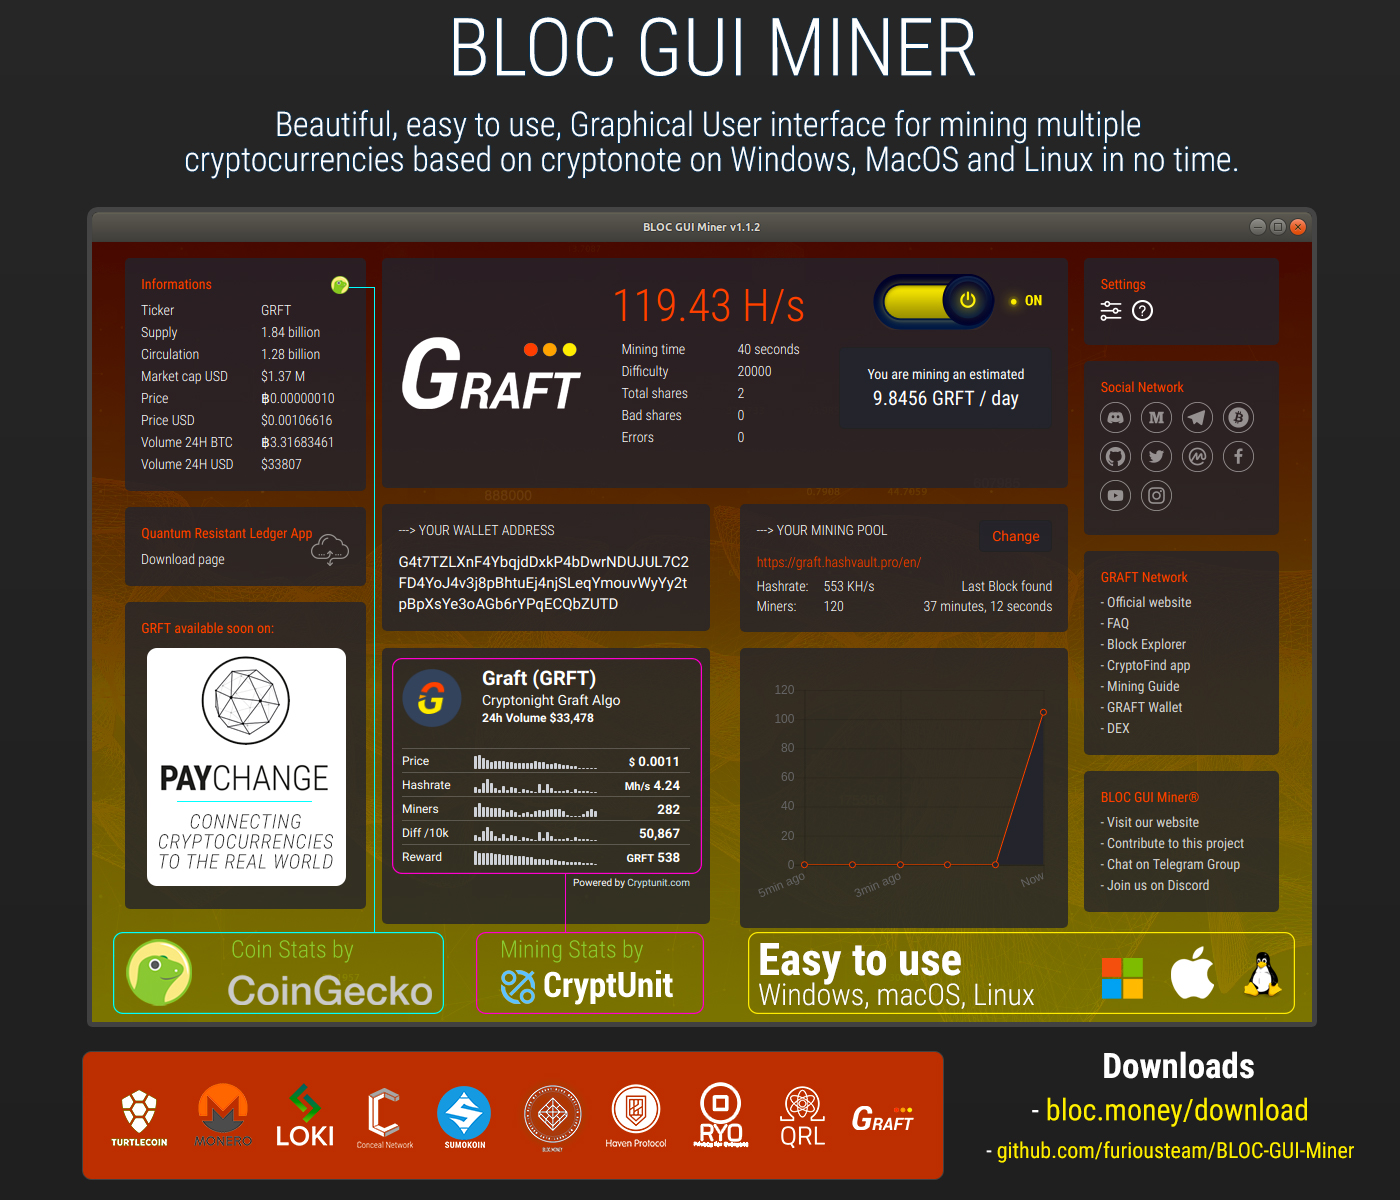 BLOC GUI MINER
Beautiful, easy to use, Graphical User interface for mining multiple
cryptocurrencies based on cryptonote on Windows, MacOS and Linux in no time.
BLOC GUI Miner v1.1.2
Informations
Ticker GRFT
Supply 1.84 billion
Circulation 1.28 billion
Market cap USD $1.37 M
Price ฿0.00000010
Price USD $0.00106616
Volume 24H BTC ฿3.31683461
Volume 24H USD $33807
Quantum Resistant Ledger App
Download page
GRFT available soon on:
PAYCHANGE
CONNECTING
CRYPTOCURRENCIES
TO THE REAL WORLD
GRAFT
119.43 H/s
Mining time 40 seconds
Difficulty 20000
Total shares 2
Bad shares 0
Errors 0
ON
You are mining an estimated
9.8456 GRFT / day
888000
0.7968 44.7659
---> YOUR WALLET ADDRESS
G4t7TZLXnF4YbqjdDxkP4bDwrNDUJUL7C2
FD4YoJ4v3j8pBhtuEj4njSLeqYmouvWyYy2t
pBpXsYe3oAGb6rYPqECQbZUTD
---> YOUR MINING POOL
Change
https://graft.hashvault.pro/en/
Hashrate: 553 KH/s Last Block found
Miners: 120 37 minutes, 12 seconds
Graft (GRFT)
Cryptonight Graft Algo
24h Volume $33,478
Price $ 0.0011
Hashrate Mh/s 4.24
Miners 282
Diff /10k 50,867
Reward GRFT 538
Powered by Cryptunit.com
120
100
80
60
40
20
0
5min ago 3min ago Now
Settings
Social Network
GRAFT Network
- Official website
- FAQ
- Block Explorer
- CryptoFind app
- Mining Guide
- GRAFT Wallet
- DEX
BLOC GUI Miner®
- Visit our website
- Contribute to this project
- Chat on Telegram Group
- Join us on Discord
Coin Stats by
CoinGecko
Mining Stats by
CryptUnit
Easy to use
Windows, macOS, Linux
TURTLECOIN
MONERO
LOKI
Conceal Network
SUMOKOIN
BLOC.MONEY
Haven Protocol
RYO
QRL
GRAFT
Downloads
- bloc.money/download
- github.com/furiousteam/BLOC-GUI-Miner